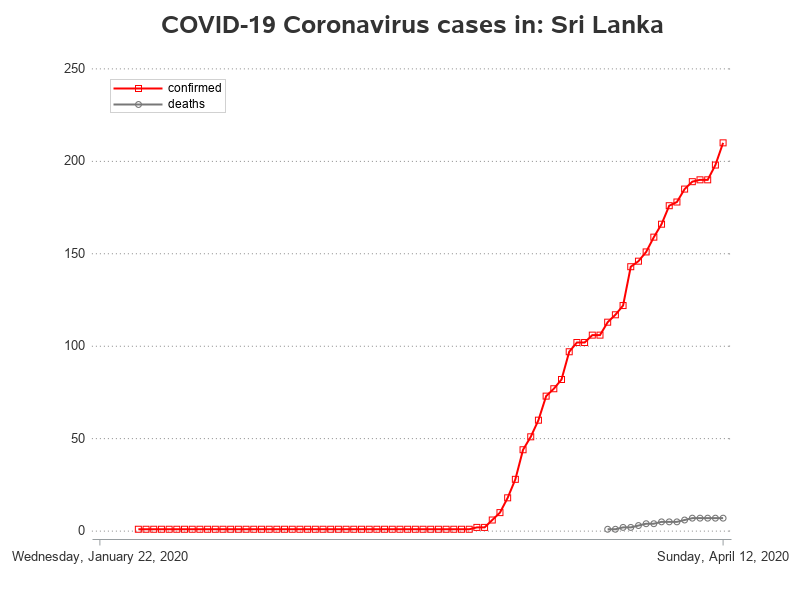 COVID-19 Coronavirus cases in: Sri Lanka
250
confirmed
deaths
200
150
100
50
0
Wednesday, January 22, 2020 Sunday, April 12, 2020